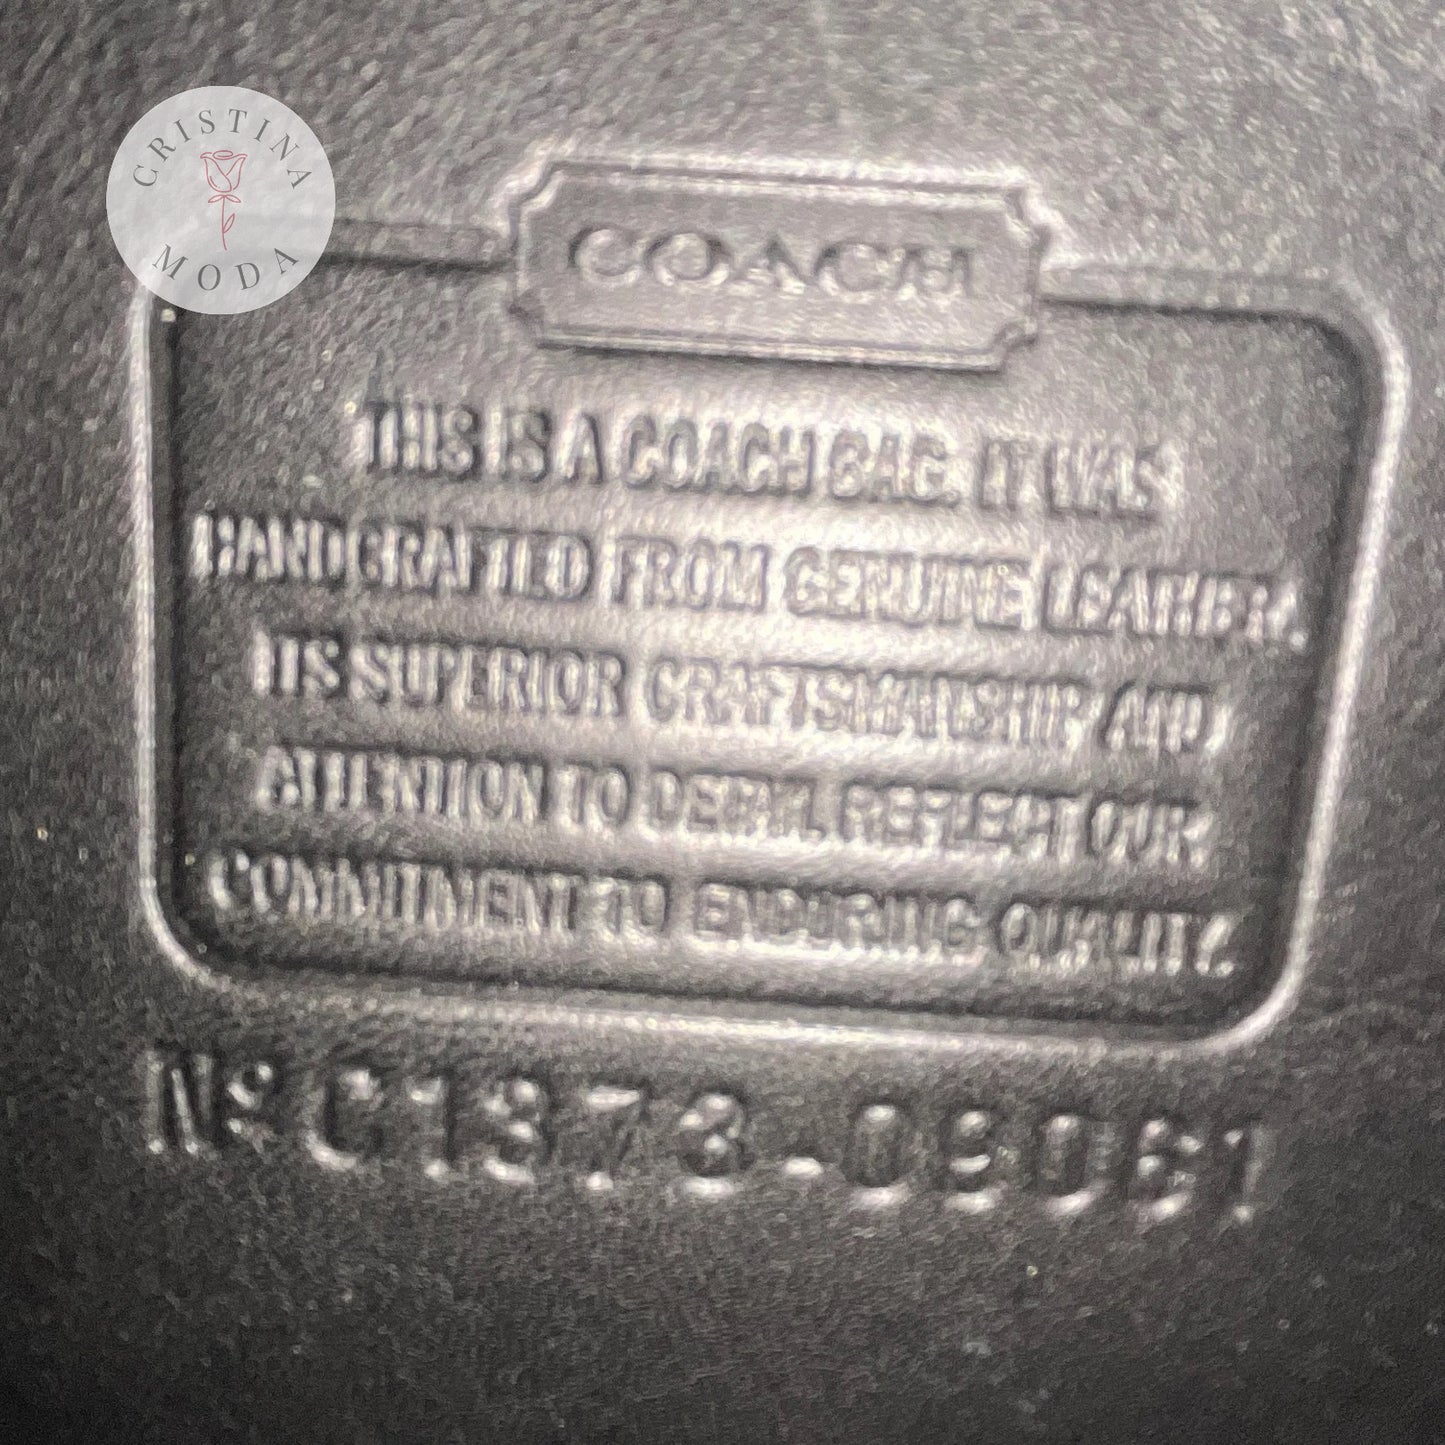 CRISTINA
MODA
COACH
THIS IS A COACH BAG. IT WAS
HANDCRAFTED FROM GENUINE LEATHER.
ITS SUPERIOR CRAFTSMANSHIP AND
ATTENTION TO DETAIL REFLECT OUR
COMMITMENT TO ENDURING QUALITY.